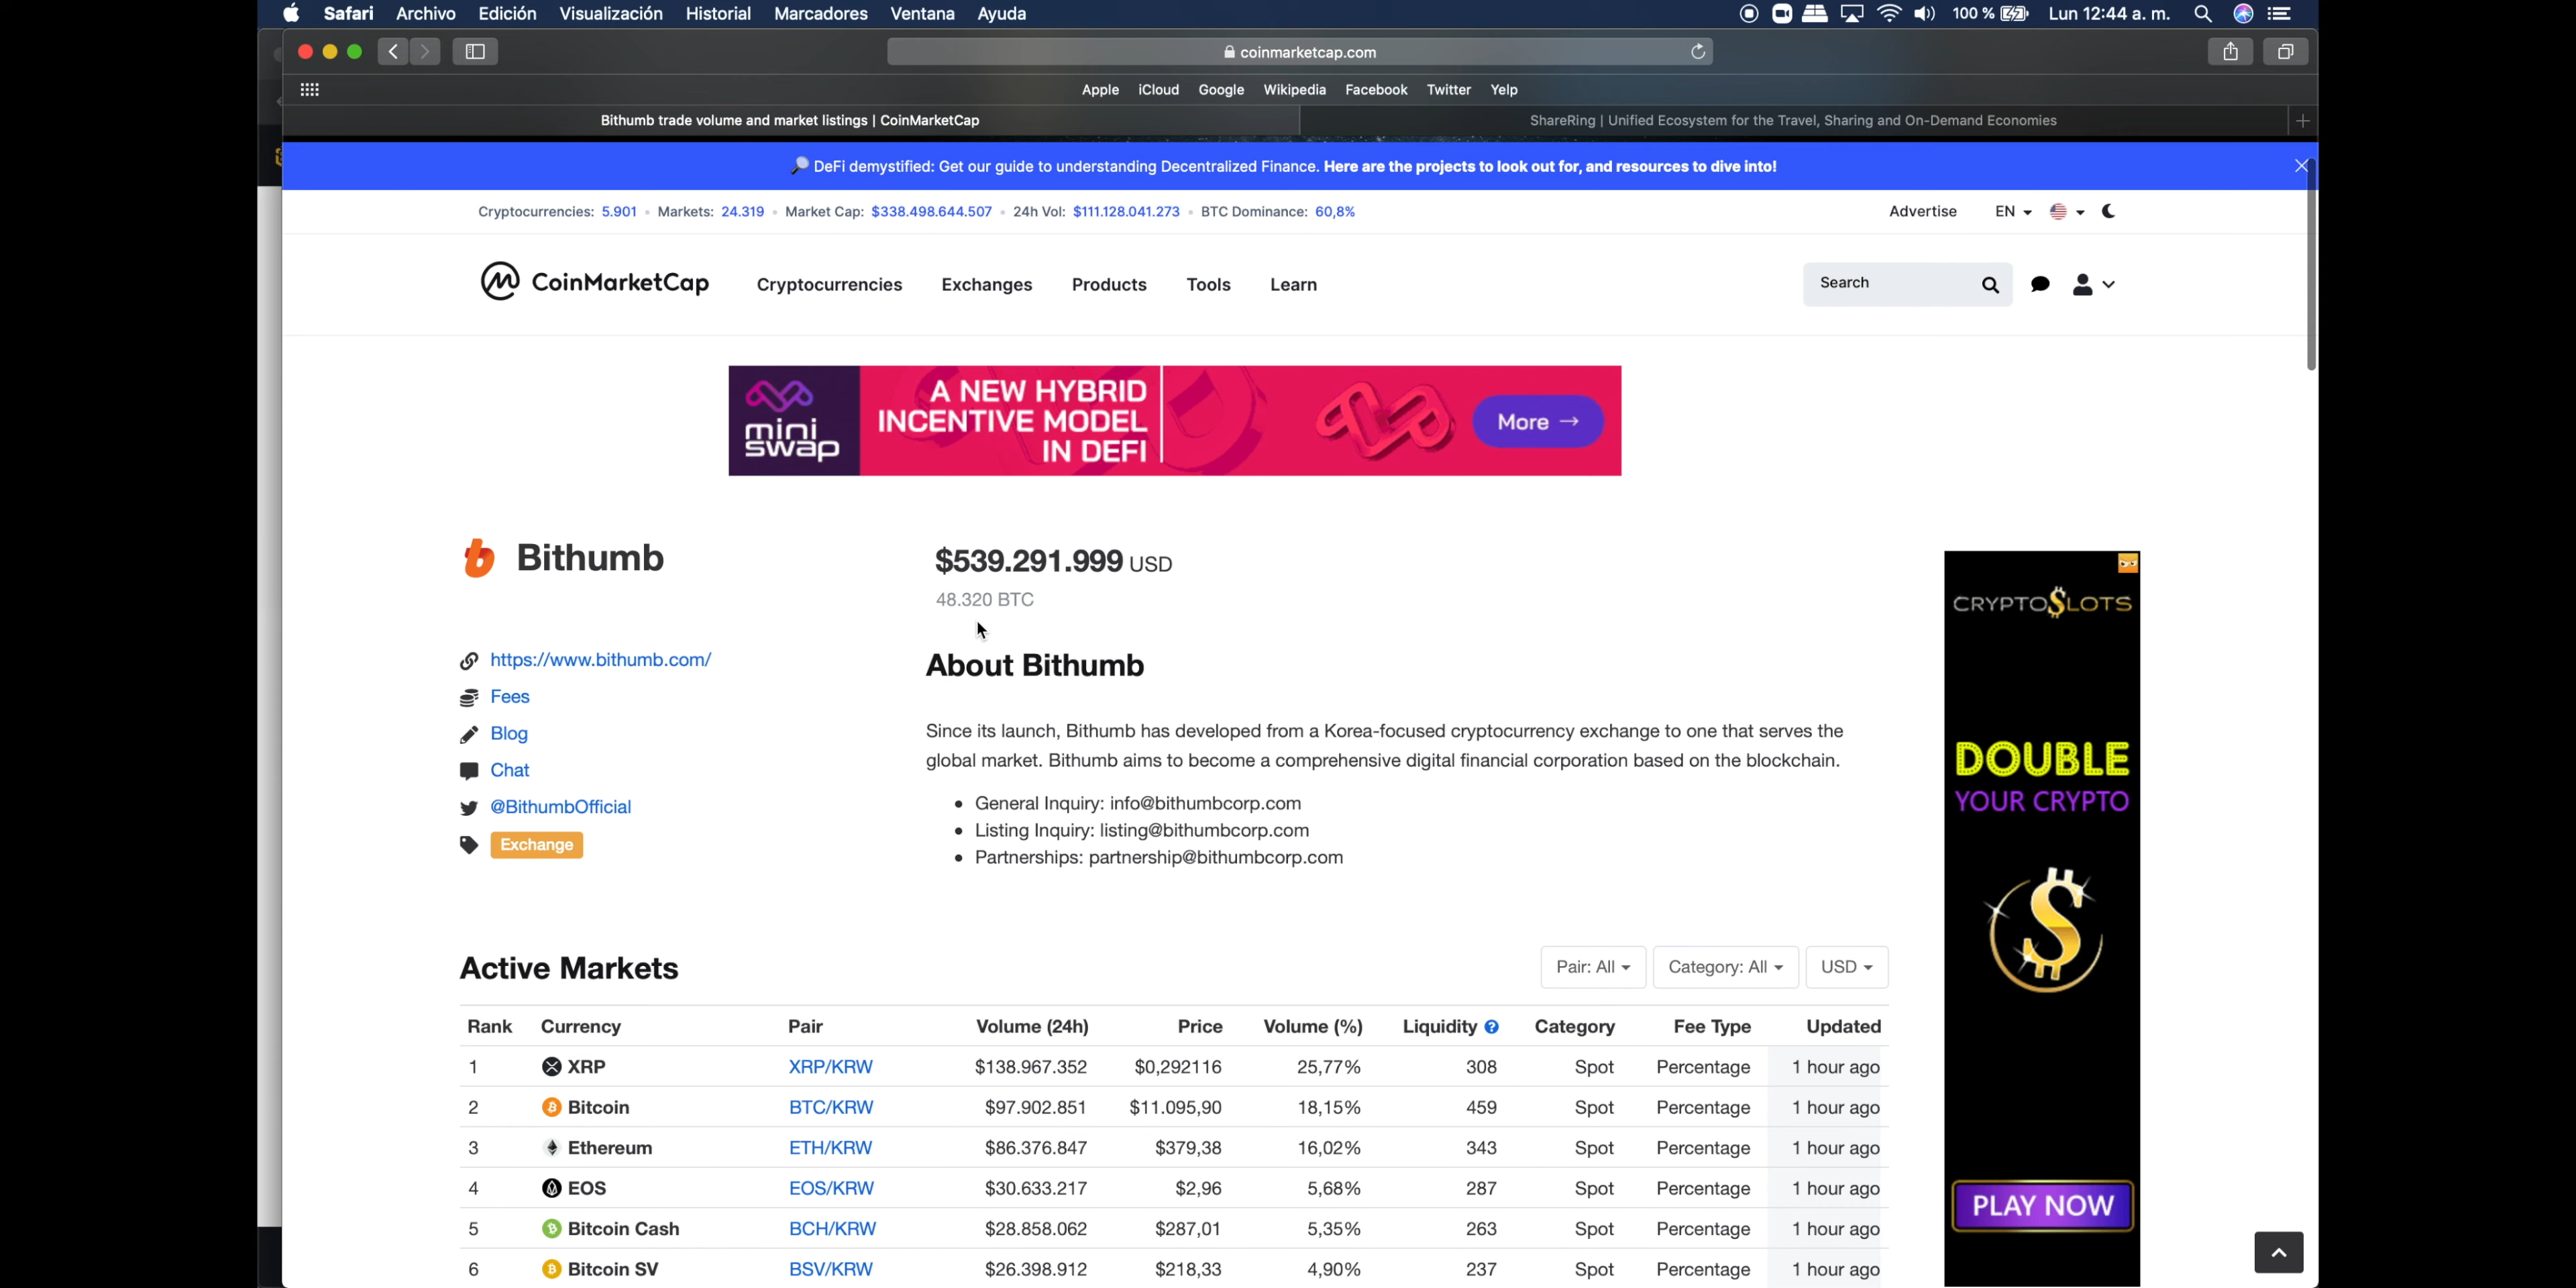 Safari Archivo Edición Visualización Historial Marcadores Ventana Ayuda 100 % Lun 12:44 a. m.
coinmarketcap.com
Apple iCloud Google Wikipedia Facebook Twitter Yelp
Bithumb trade volume and market listings | CoinMarketCap ShareRing | Unified Ecosystem for the Travel, Sharing and On-Demand Economies
DeFi demystified: Get our guide to understanding Decentralized Finance. Here are the projects to look out for, and resources to dive into!
Cryptocurrencies: 5.901 • Markets: 24.319 • Market Cap: $338.498.644.507 • 24h Vol: $111.128.041.273 • BTC Dominance: 60,8% Advertise EN
CoinMarketCap Cryptocurrencies Exchanges Products Tools Learn Search
mini swap
A NEW HYBRID
INCENTIVE MODEL
IN DEFI
More →
Bithumb
$539.291.999 USD
48.320 BTC
https://www.bithumb.com/
Fees
Blog
Chat
@BithumbOfficial
Exchange
About Bithumb
Since its launch, Bithumb has developed from a Korea-focused cryptocurrency exchange to one that serves the
global market. Bithumb aims to become a comprehensive digital financial corporation based on the blockchain.
• General Inquiry: info@bithumbcorp.com
• Listing Inquiry: listing@bithumbcorp.com
• Partnerships: partnership@bithumbcorp.com
CRYPTO$LOTS
DOUBLE
YOUR CRYPTO
$
PLAY NOW
Active Markets Pair: All Category: All USD
Rank Currency Pair Volume (24h) Price Volume (%) Liquidity ? Category Fee Type Updated
1 XRP XRP/KRW $138.967.352 $0,292116 25,77% 308 Spot Percentage 1 hour ago
2 Bitcoin BTC/KRW $97.902.851 $11.095,90 18,15% 459 Spot Percentage 1 hour ago
3 Ethereum ETH/KRW $86.376.847 $379,38 16,02% 343 Spot Percentage 1 hour ago
4 EOS EOS/KRW $30.633.217 $2,96 5,68% 287 Spot Percentage 1 hour ago
5 Bitcoin Cash BCH/KRW $28.858.062 $287,01 5,35% 263 Spot Percentage 1 hour ago
6 Bitcoin SV BSV/KRW $26.398.912 $218,33 4,90% 237 Spot Percentage 1 hour ago